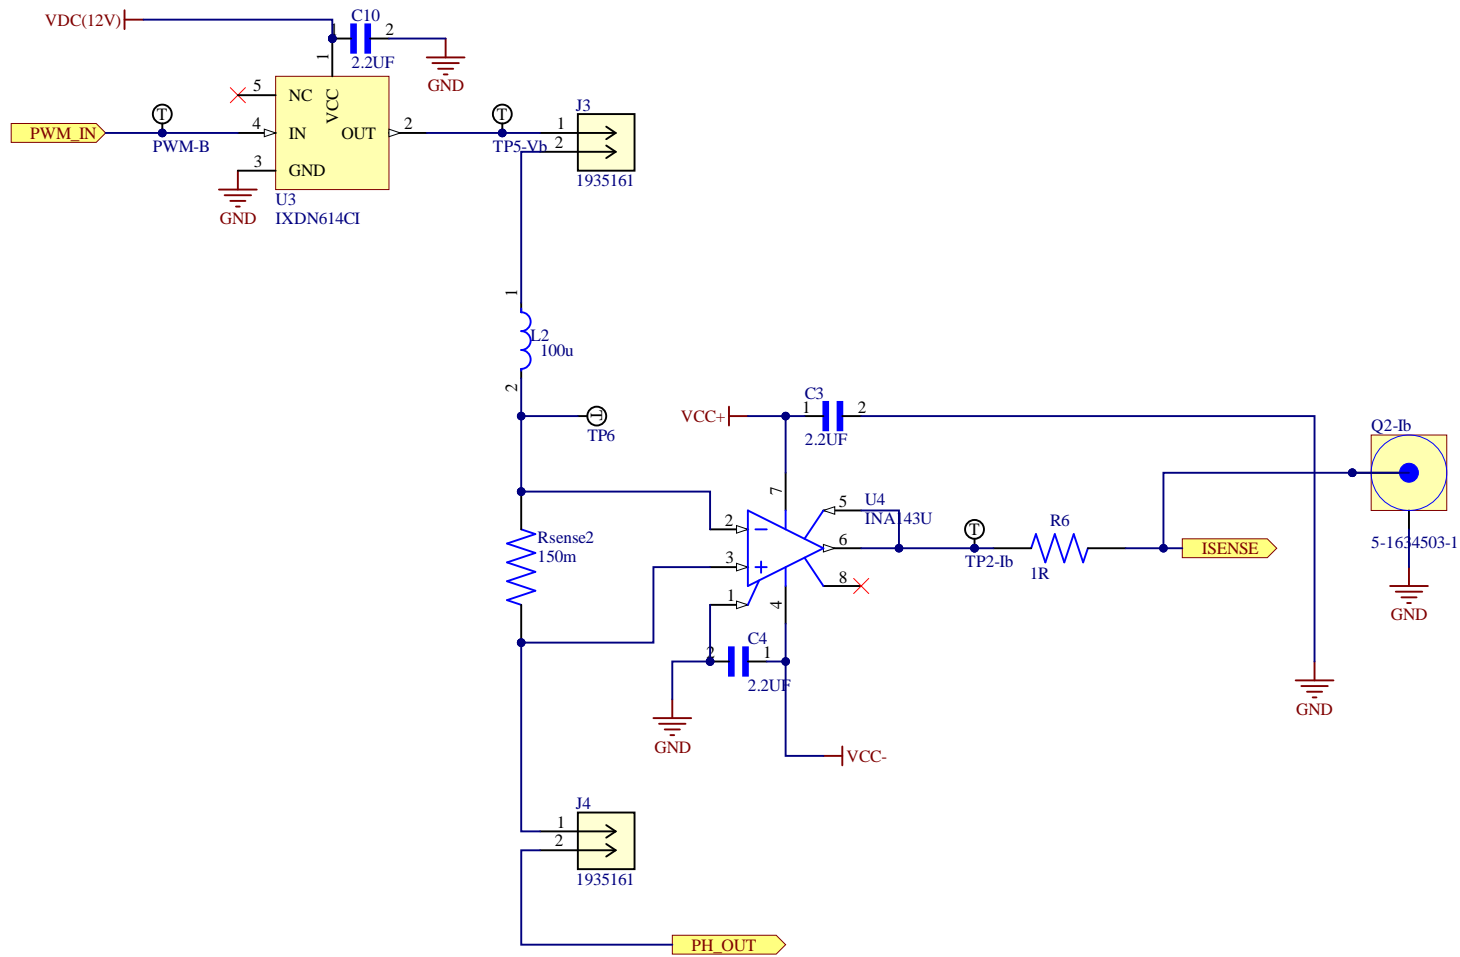 VDC(12V)
C10
1
2
2.2UF
GND
1
5
NC
VCC
PWM_IN
T
PWM-B
4
IN
OUT
2
T
TP5-Vb
3
GND
GND
U3
IXDN614CI
J3
1
2
1935161
1
L2
100u
2
T
TP6
VCC+
C3
1
2
2.2UF
Q2-Ib
7
5
U4
INA143U
2
6
T
TP2-Ib
R6
1R
ISENSE
5-1634503-1
GND
Rsense2
150m
3
8
1
4
C4
2
1
2.2UF
GND
GND
VCC-
J4
1
2
1935161
PH_OUT